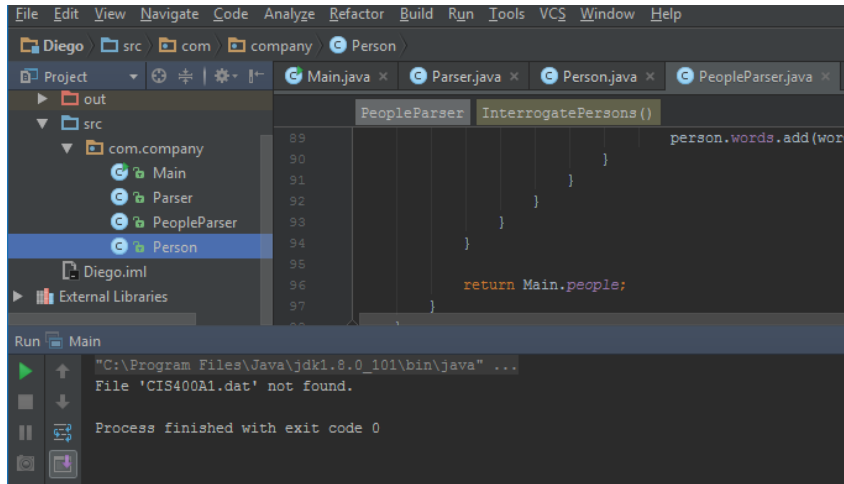 File Edit View Navigate Code Analyze Refactor Build Run Tools VCS Window Help
Diego src com company Person
Project Main.java Parser.java Person.java PeopleParser.java
out
src
com.company
Main
Parser
PeopleParser
Person
Diego.iml
External Libraries
PeopleParser InterrogatePersons()
89 person.words.add(wor
90 }
91 }
92 }
93 }
94 }
95
96 return Main.people;
97 }
Run Main
"C:\Program Files\Java\jdk1.8.0_101\bin\java" ...
File 'CIS400A1.dat' not found.
Process finished with exit code 0